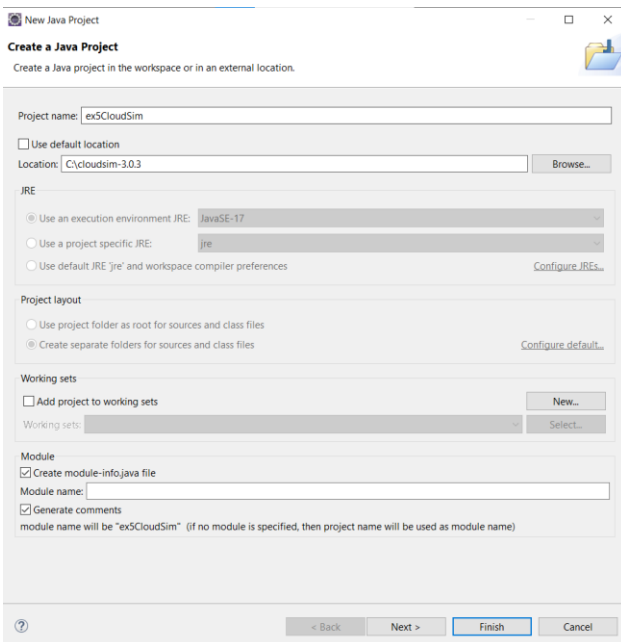 New Java Project
Create a Java Project
Create a Java project in the workspace or in an external location.
Project name: ex5CloudSim
Use default location
Location: C:\cloudsim-3.0.3 Browse...
JRE
Use an execution environment JRE: JavaSE-17
Use a project specific JRE: jre
Use default JRE 'jre' and workspace compiler preferences Configure JREs...
Project layout
Use project folder as root for sources and class files
Create separate folders for sources and class files Configure default...
Working sets
Add project to working sets New...
Working sets: Select...
Module
Create module-info.java file
Module name:
Generate comments
module name will be "ex5CloudSim" (if no module is specified, then project name will be used as module name)
? < Back Next > Finish Cancel